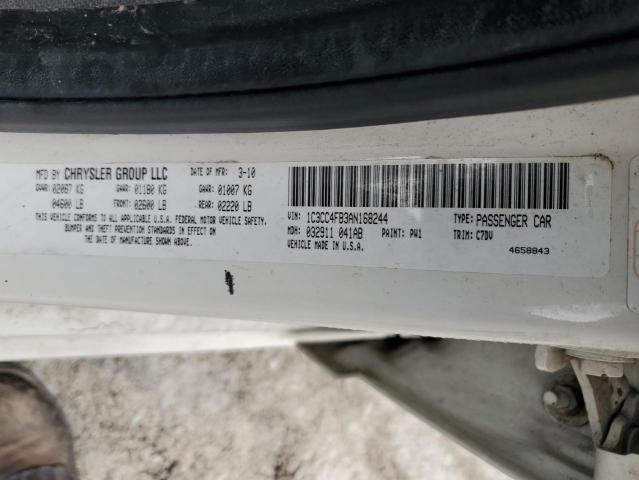 MFD BY CHRYSLER GROUP LLC DATE OF MFR: 3-10
GVWR: 02067 KG GAWR: 01180 KG GAWR: 01007 KG
04600 LB FRONT: 02600 LB REAR: 02220 LB
THIS VEHICLE CONFORMS TO ALL APPLICABLE U.S.A. FEDERAL MOTOR VEHICLE SAFETY,
BUMPER AND THEFT PREVENTION STANDARDS IN EFFECT ON
THE DATE OF MANUFACTURE SHOWN ABOVE.
VIN: 1C3CC4FB3AN168244 TYPE: PASSENGER CAR
MDH: 032911 041AB PAINT: PW1 TRIM: C7DV
VEHICLE MADE IN U.S.A. 4658843